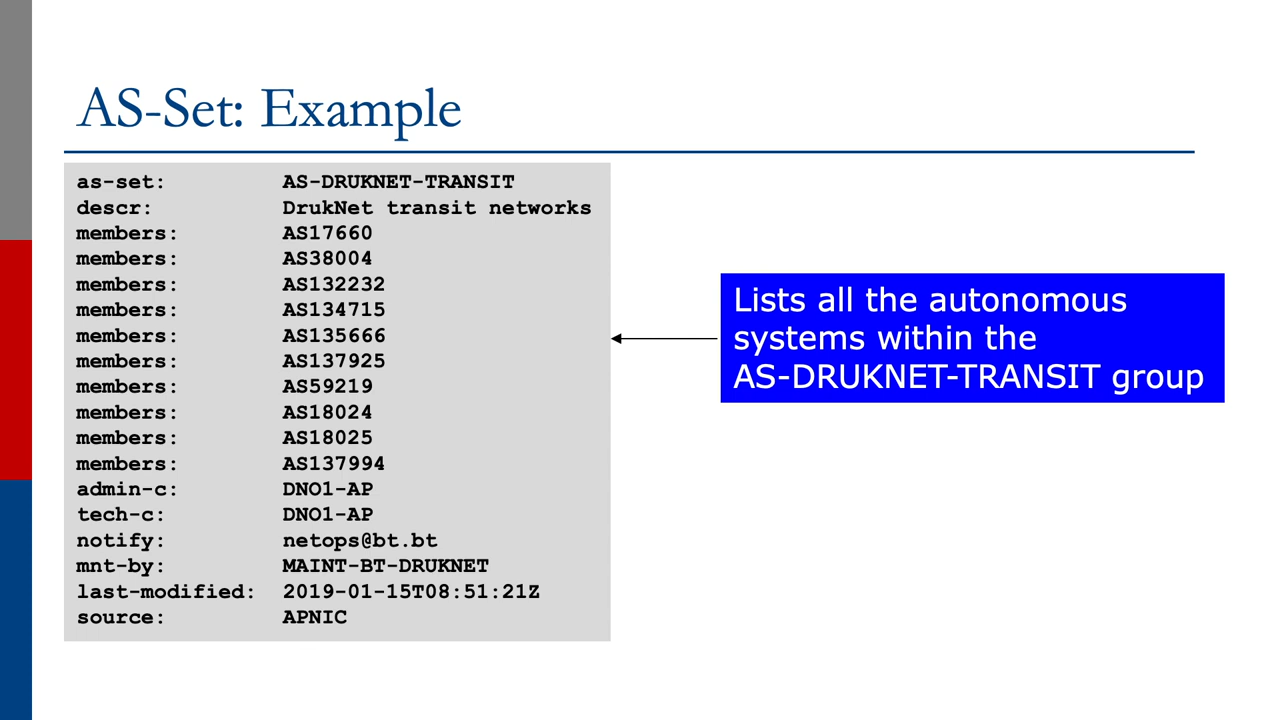 AS-Set: Example
as-set: AS-DRUKNET-TRANSIT
descr: DrukNet transit networks
members: AS17660
members: AS38004
members: AS132232
members: AS134715
members: AS135666
members: AS137925
members: AS59219
members: AS18024
members: AS18025
members: AS137994
admin-c: DNO1-AP
tech-c: DNO1-AP
notify: netops@bt.bt
mnt-by: MAINT-BT-DRUKNET
last-modified: 2019-01-15T08:51:21Z
source: APNIC
Lists all the autonomous
systems within the
AS-DRUKNET-TRANSIT group